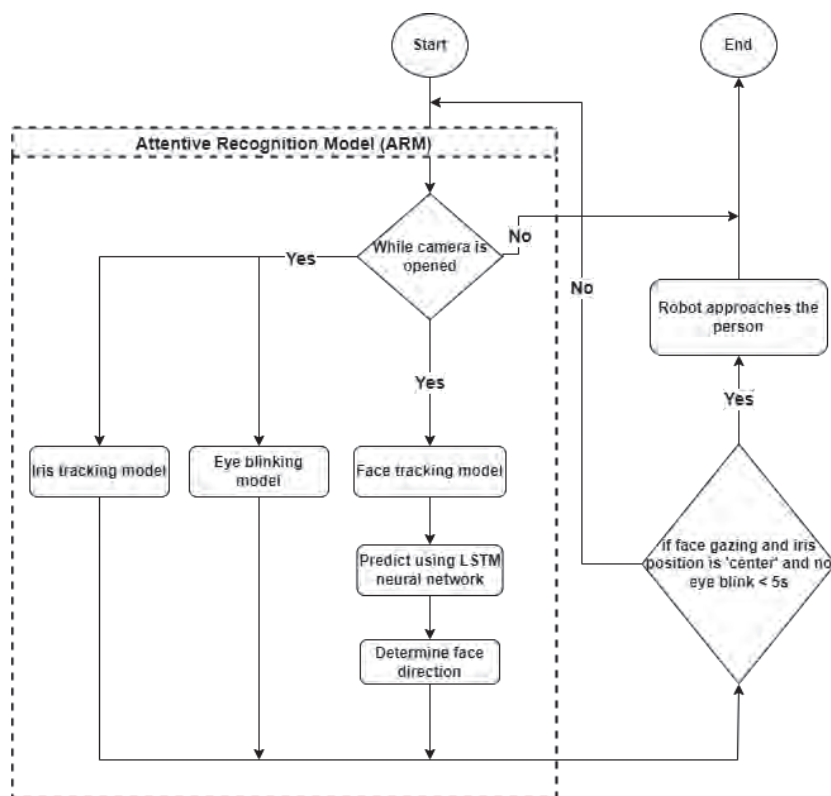 Start
End
Attentive Recognition Model (ARM)
While camera is
opened
No
Yes
No
Robot approaches the
person
Yes
Yes
Iris tracking model
Eye blinking
model
Face tracking model
Predict using LSTM
neural network
if face gazing and iris
position is 'center' and no
eye blink < 5s
Determine face
direction